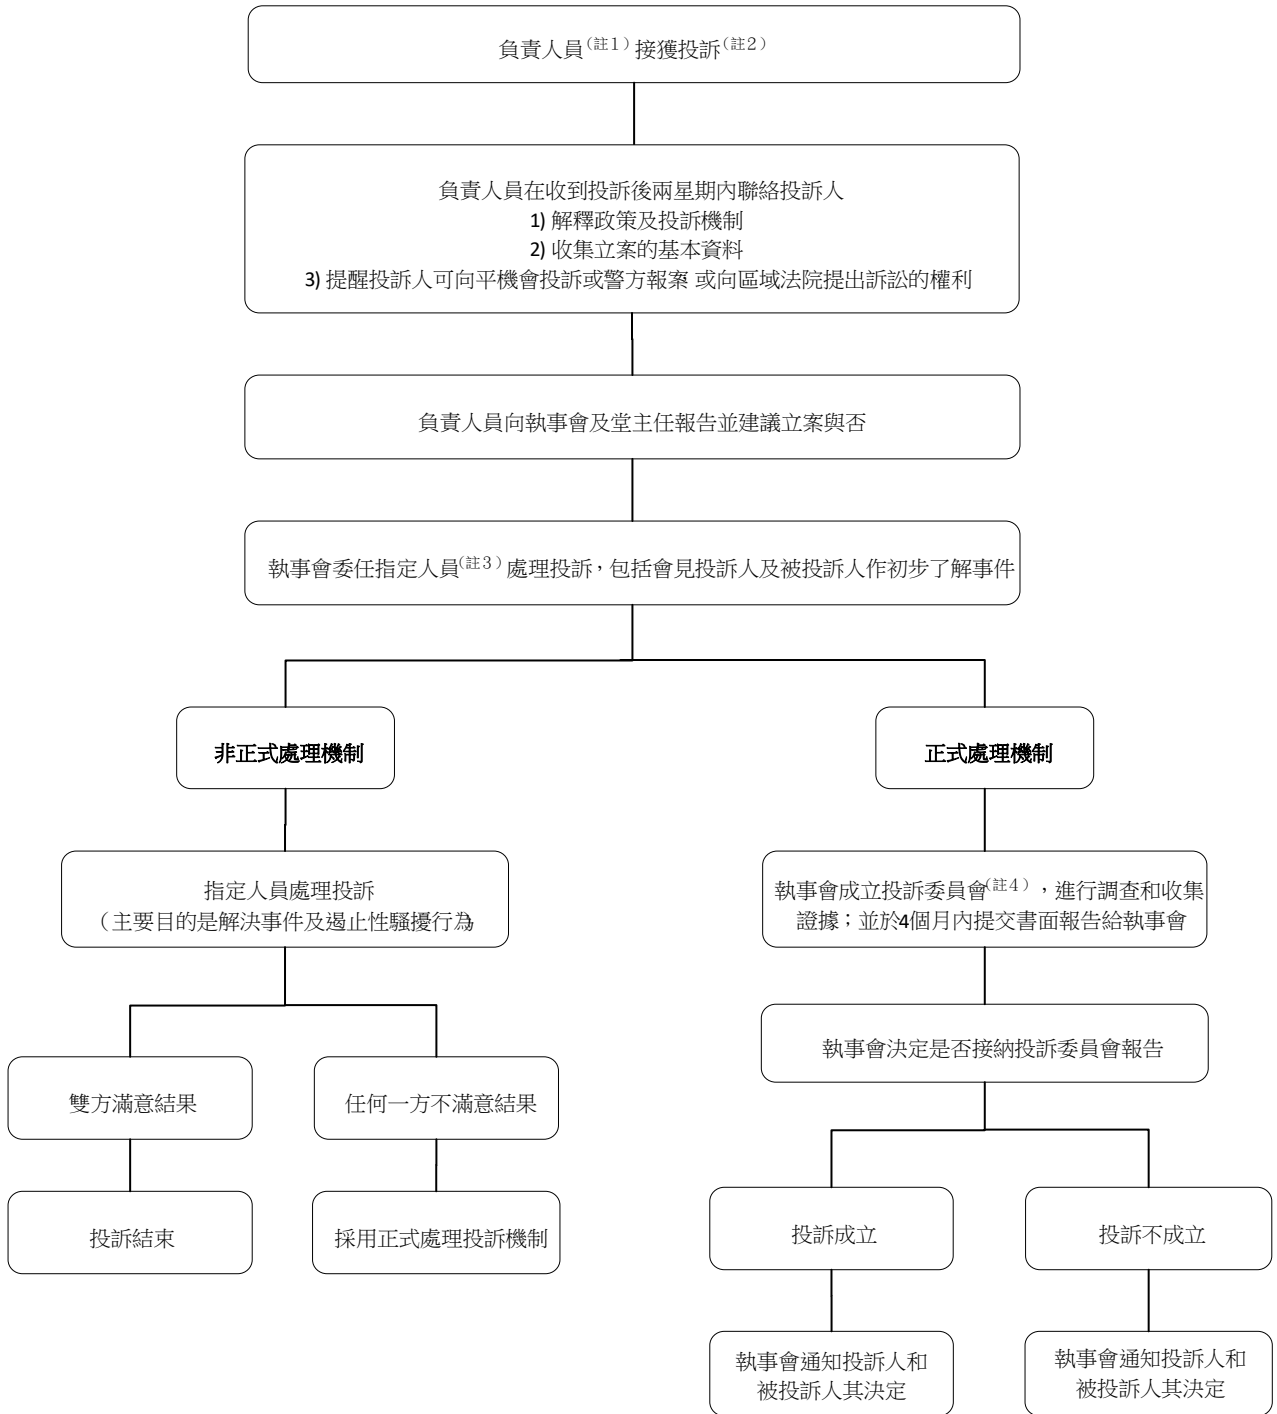 負責人員(註1)接獲投訴(註2)
負責人員在收到投訴後兩星期內聯絡投訴人
1) 解釋政策及投訴機制
2) 收集立案的基本資料
3) 提醒投訴人可向平機會投訴或警方報案 或向區域法院提出訴訟的權利
負責人員向執事會及堂主任報告並建議立案與否
執事會委任指定人員(註3)處理投訴，包括會見投訴人及被投訴人作初步了解事件
非正式處理機制
指定人員處理投訴
（主要目的是解決事件及遏止性騷擾行為
雙方滿意結果
投訴結束
任何一方不滿意結果
採用正式處理投訴機制
正式處理機制
執事會成立投訴委員會(註4)，進行調查和收集
證據；並於4個月內提交書面報告給執事會
執事會決定是否接納投訴委員會報告
投訴成立
執事會通知投訴人和
被投訴人其決定
投訴不成立
執事會通知投訴人和
被投訴人其決定